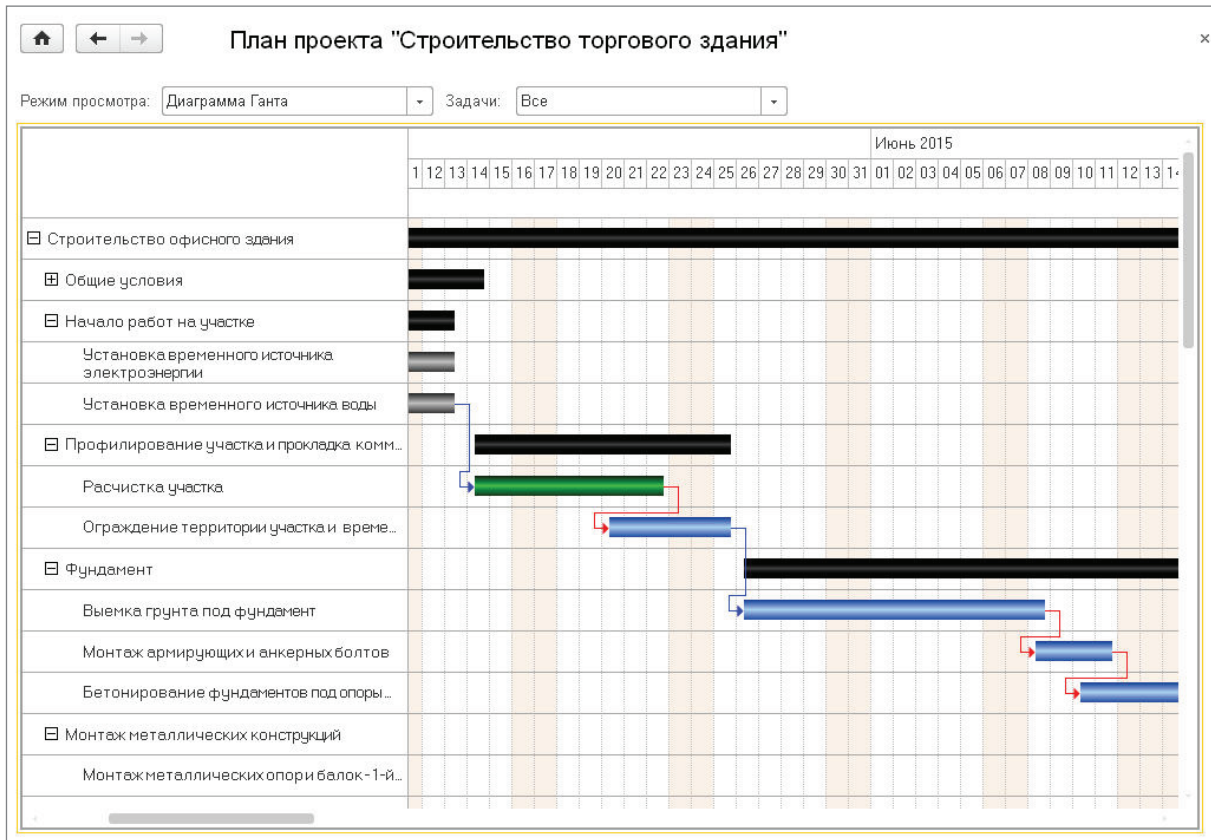 План проекта "Строительство торгового здания"
Режим просмотра: Диаграмма Ганта Задачи: Все
Июнь 2015
1 12 13 14 15 16 17 18 19 20 21 22 23 24 25 26 27 28 29 30 31 01 02 03 04 05 06 07 08 09 10 11 12 13 1
Строительство офисного здания
Общие условия
Начало работ на участке
Установка временного источника
электроэнергии
Установка временного источника воды
Профилирование участка и прокладка комм...
Расчистка участка
Ограждение территории участка и време...
Фундамент
Выемка грунта под фундамент
Монтаж армирующих и анкерных болтов
Бетонирование фундаментов под опоры...
Монтаж металлических конструкций
Монтаж металлических опор и балок-1-й...